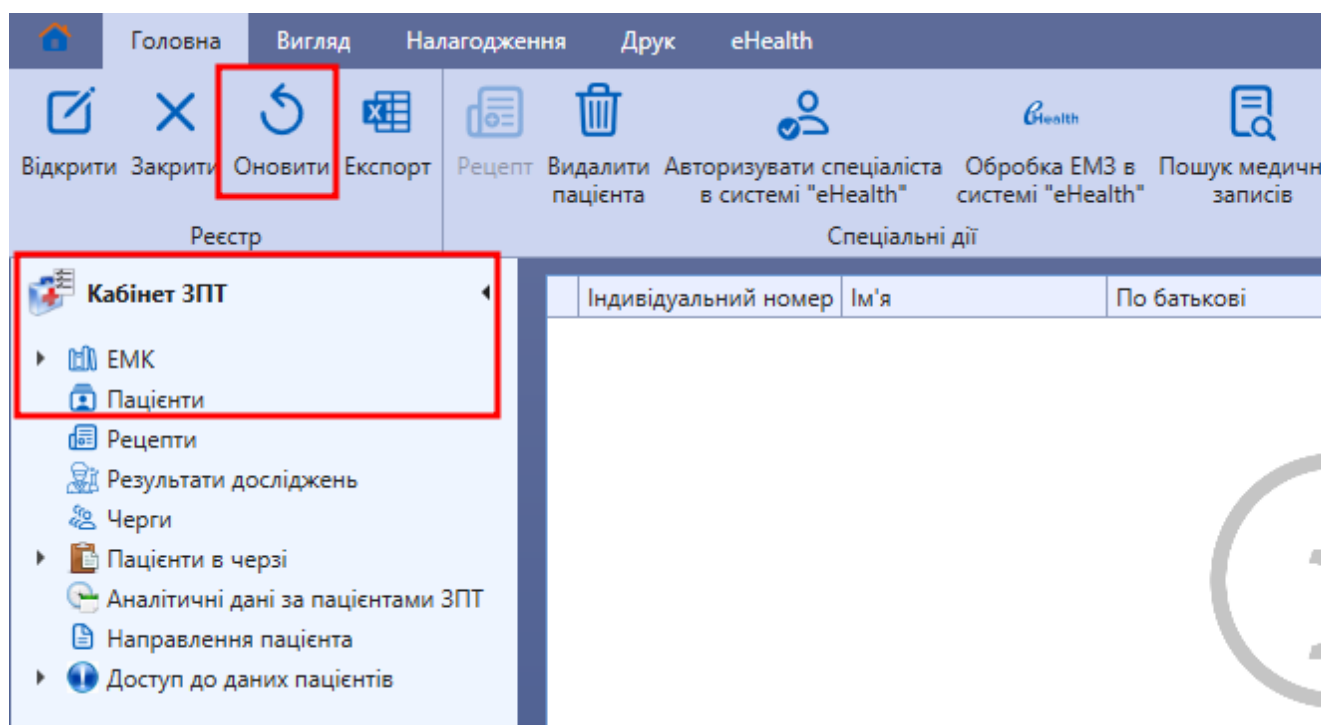 Головна Вигляд Налагодження Друк eHealth
eHealth
Відкрити Закрити Оновити Експорт Рецепт Видалити Авторизувати спеціаліста Обробка ЕМЗ в Пошук медичн
пацієнта в системі "eHealth" системі "eHealth" записів
Реєстр Спеціальні дії
Кабінет ЗПТ
Індивідуальний номер Ім'я По батькові
ЕМК
Пацієнти
Рецепти
Результати досліджень
Черги
Пацієнти в черзі
Аналітичні дані за пацієнтами ЗПТ
Направлення пацієнта
Доступ до даних пацієнтів